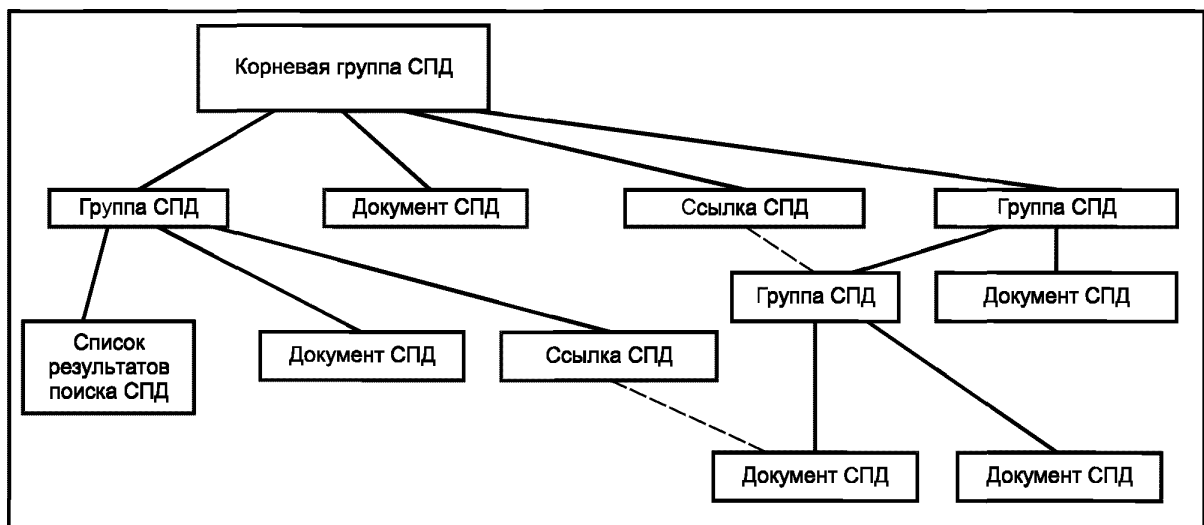 Корневая группа СПД
Группа СПД
Документ СПД
Ссылка СПД
Группа СПД
Группа СПД
Документ СПД
Список
результатов
поиска СПД
Документ СПД
Ссылка СПД
Документ СПД
Документ СПД